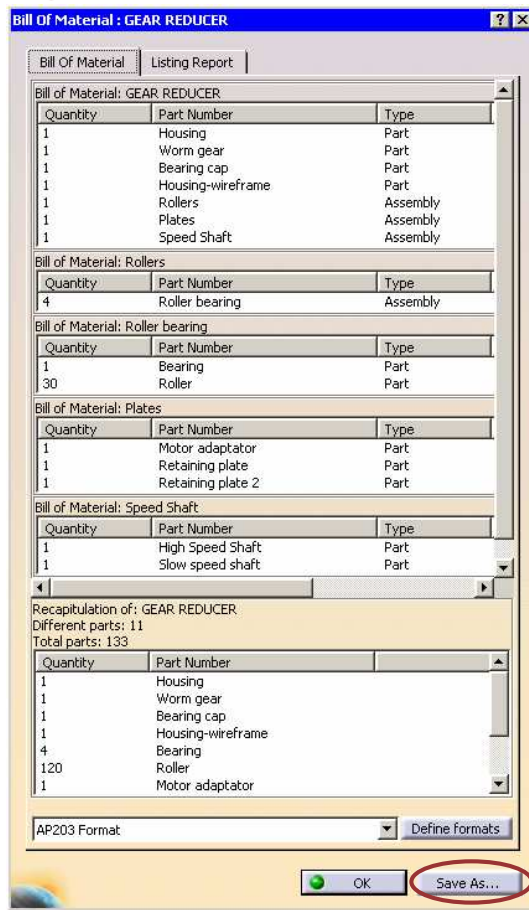 Bill Of Material : GEAR REDUCER
Bill Of Material Listing Report
Bill of Material: GEAR REDUCER
Quantity Part Number Type
1 Housing Part
1 Worm gear Part
1 Bearing cap Part
1 Housing-wireframe Part
1 Rollers Assembly
1 Plates Assembly
1 Speed Shaft Assembly
Bill of Material: Rollers
Quantity Part Number Type
4 Roller bearing Assembly
Bill of Material: Roller bearing
Quantity Part Number Type
1 Bearing Part
30 Roller Part
Bill of Material: Plates
Quantity Part Number Type
1 Motor adaptator Part
1 Retaining plate Part
1 Retaining plate 2 Part
Bill of Material: Speed Shaft
Quantity Part Number Type
1 High Speed Shaft Part
1 Slow speed shaft Part
Recapitulation of: GEAR REDUCER
Different parts: 11
Total parts: 133
Quantity Part Number
1 Housing
1 Worm gear
1 Bearing cap
1 Housing-wireframe
4 Bearing
120 Roller
1 Motor adaptator
AP203 Format Define formats
OK Save As...